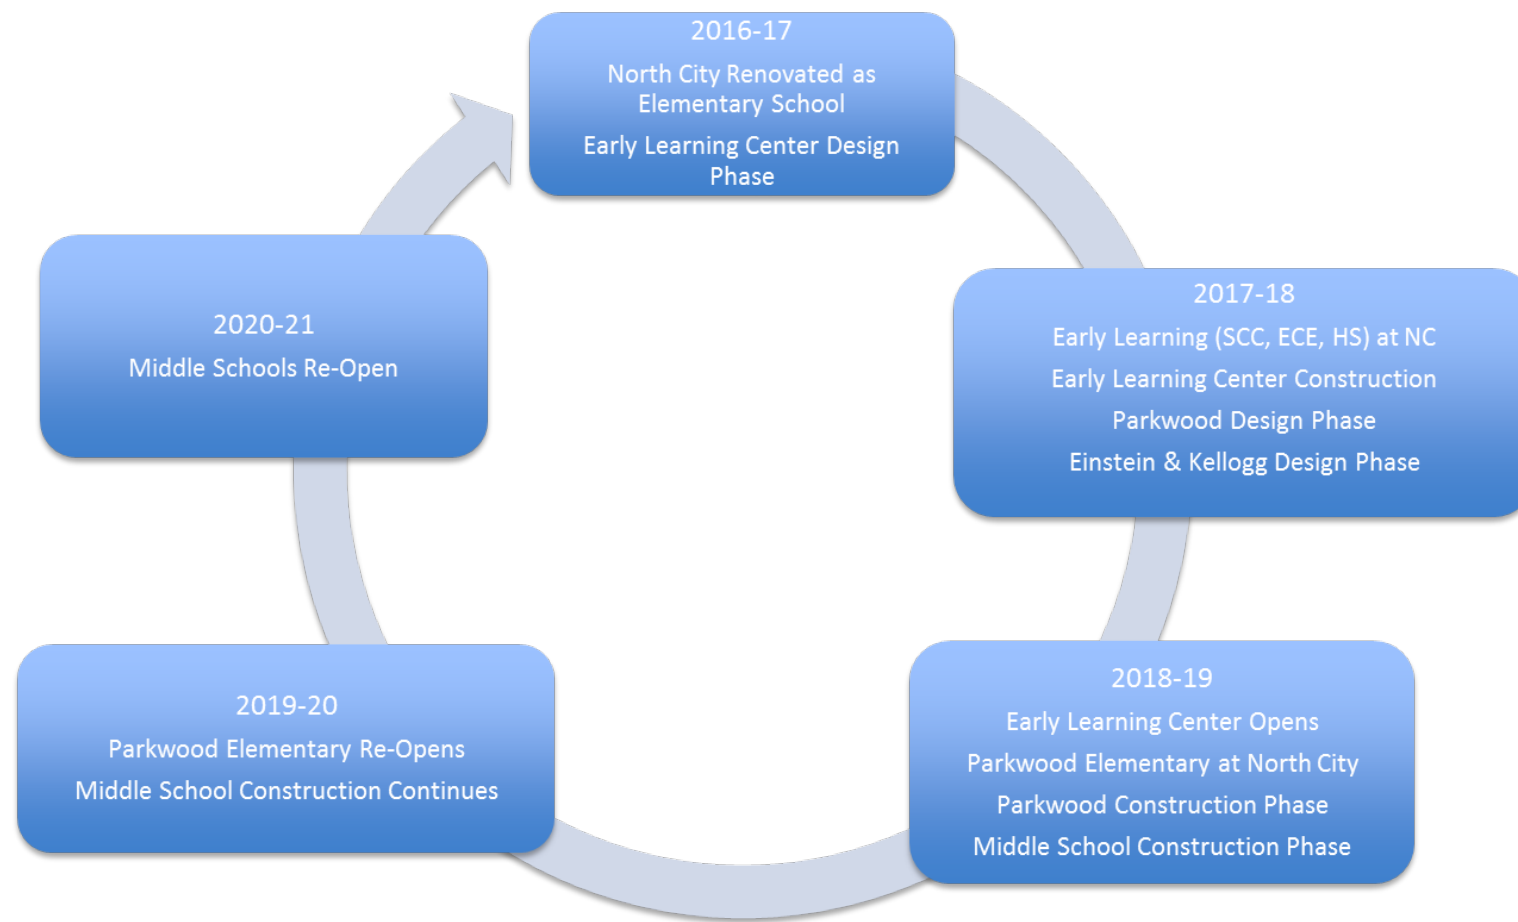 2016-17
North City Renovated as
Elementary School
Early Learning Center Design
Phase
2017-18
Early Learning (SCC, ECE, HS) at NC
Early Learning Center Construction
Parkwood Design Phase
Einstein & Kellogg Design Phase
2018-19
Early Learning Center Opens
Parkwood Elementary at North City
Parkwood Construction Phase
Middle School Construction Phase
2019-20
Parkwood Elementary Re-Opens
Middle School Construction Continues
2020-21
Middle Schools Re-Open